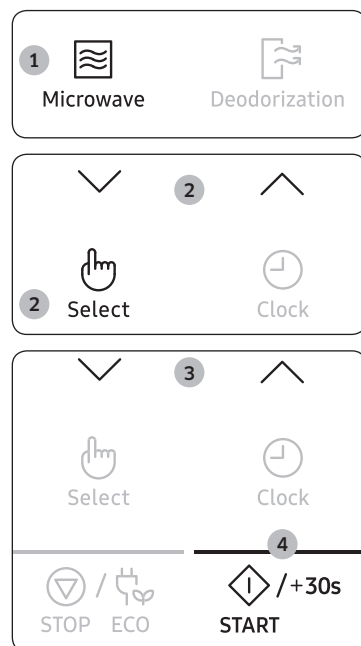 1
Microwave Deodorization
2
2 Select Clock
3
Select Clock
4
/ /+30s
STOP ECO START